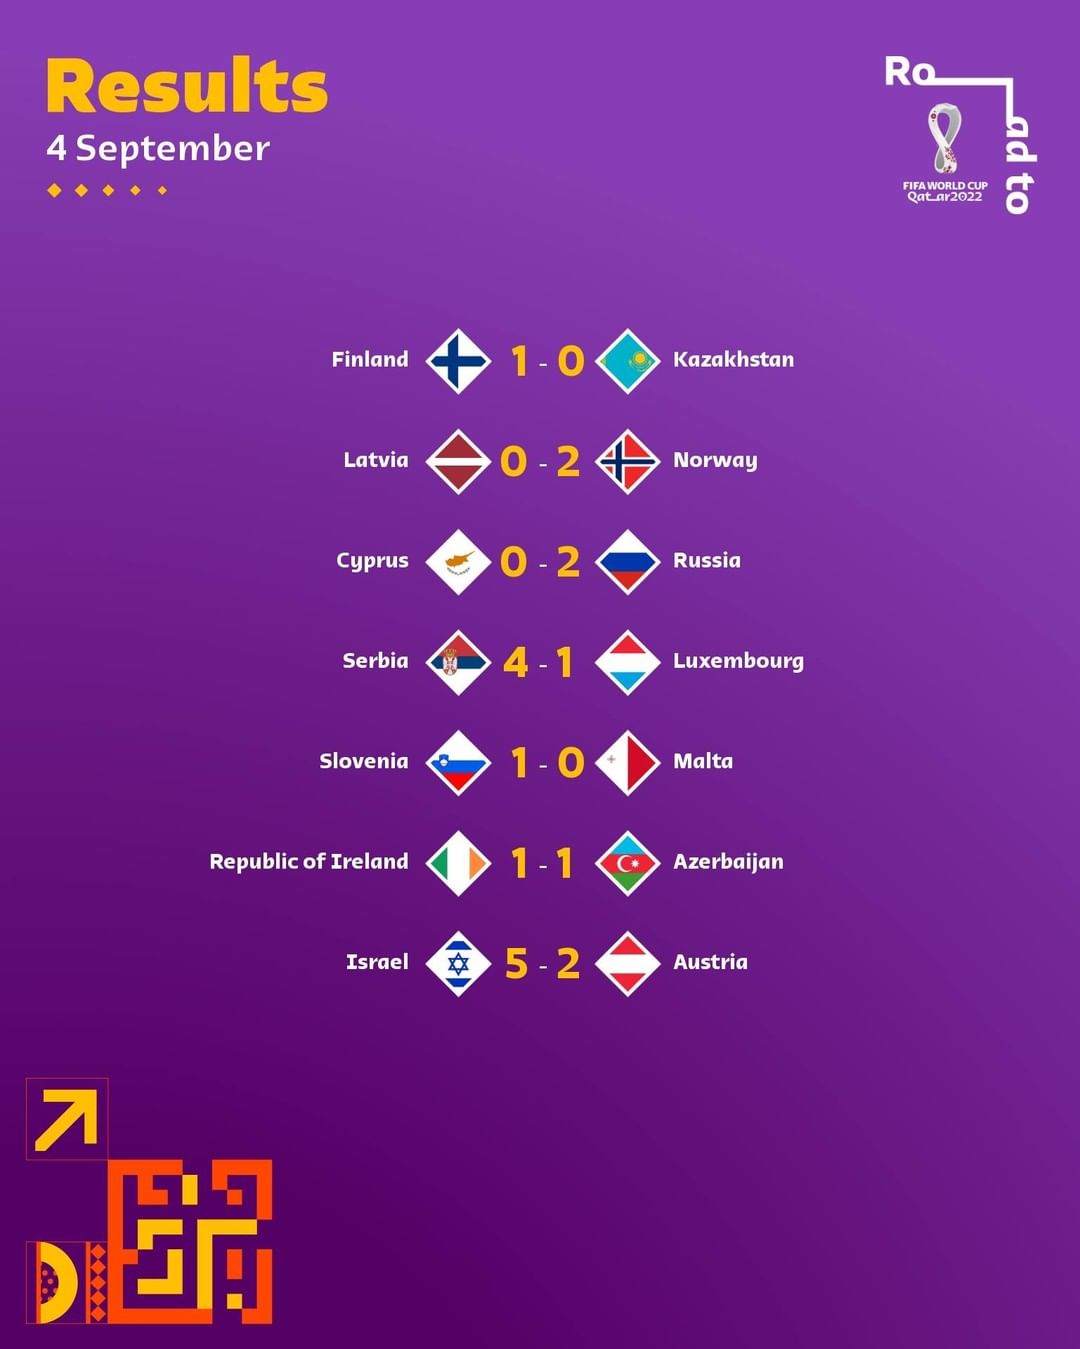 Results
4 September
Road to
FIFA WORLD CUP
Qatar2022
Finland 1 - 0 Kazakhstan
Latvia 0 - 2 Norway
Cyprus 0 - 2 Russia
Serbia 4 - 1 Luxembourg
Slovenia 1 - 0 Malta
Republic of Ireland 1 - 1 Azerbaijan
Israel 5 - 2 Austria